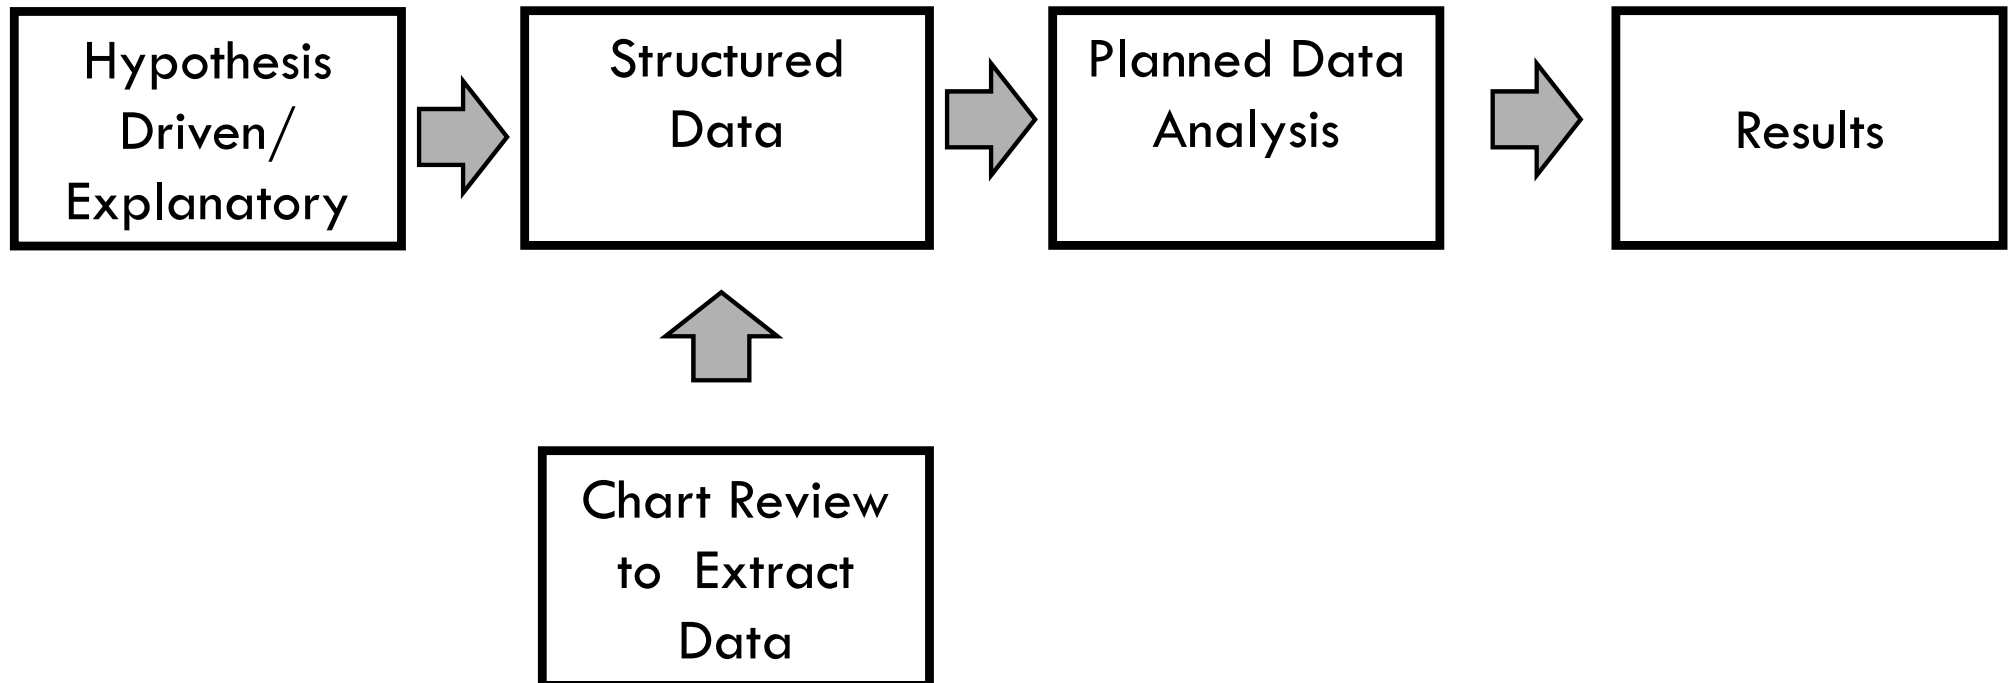 Hypothesis
Driven/
Explanatory
Structured
Data
Planned Data
Analysis
Results
Chart Review
to Extract
Data